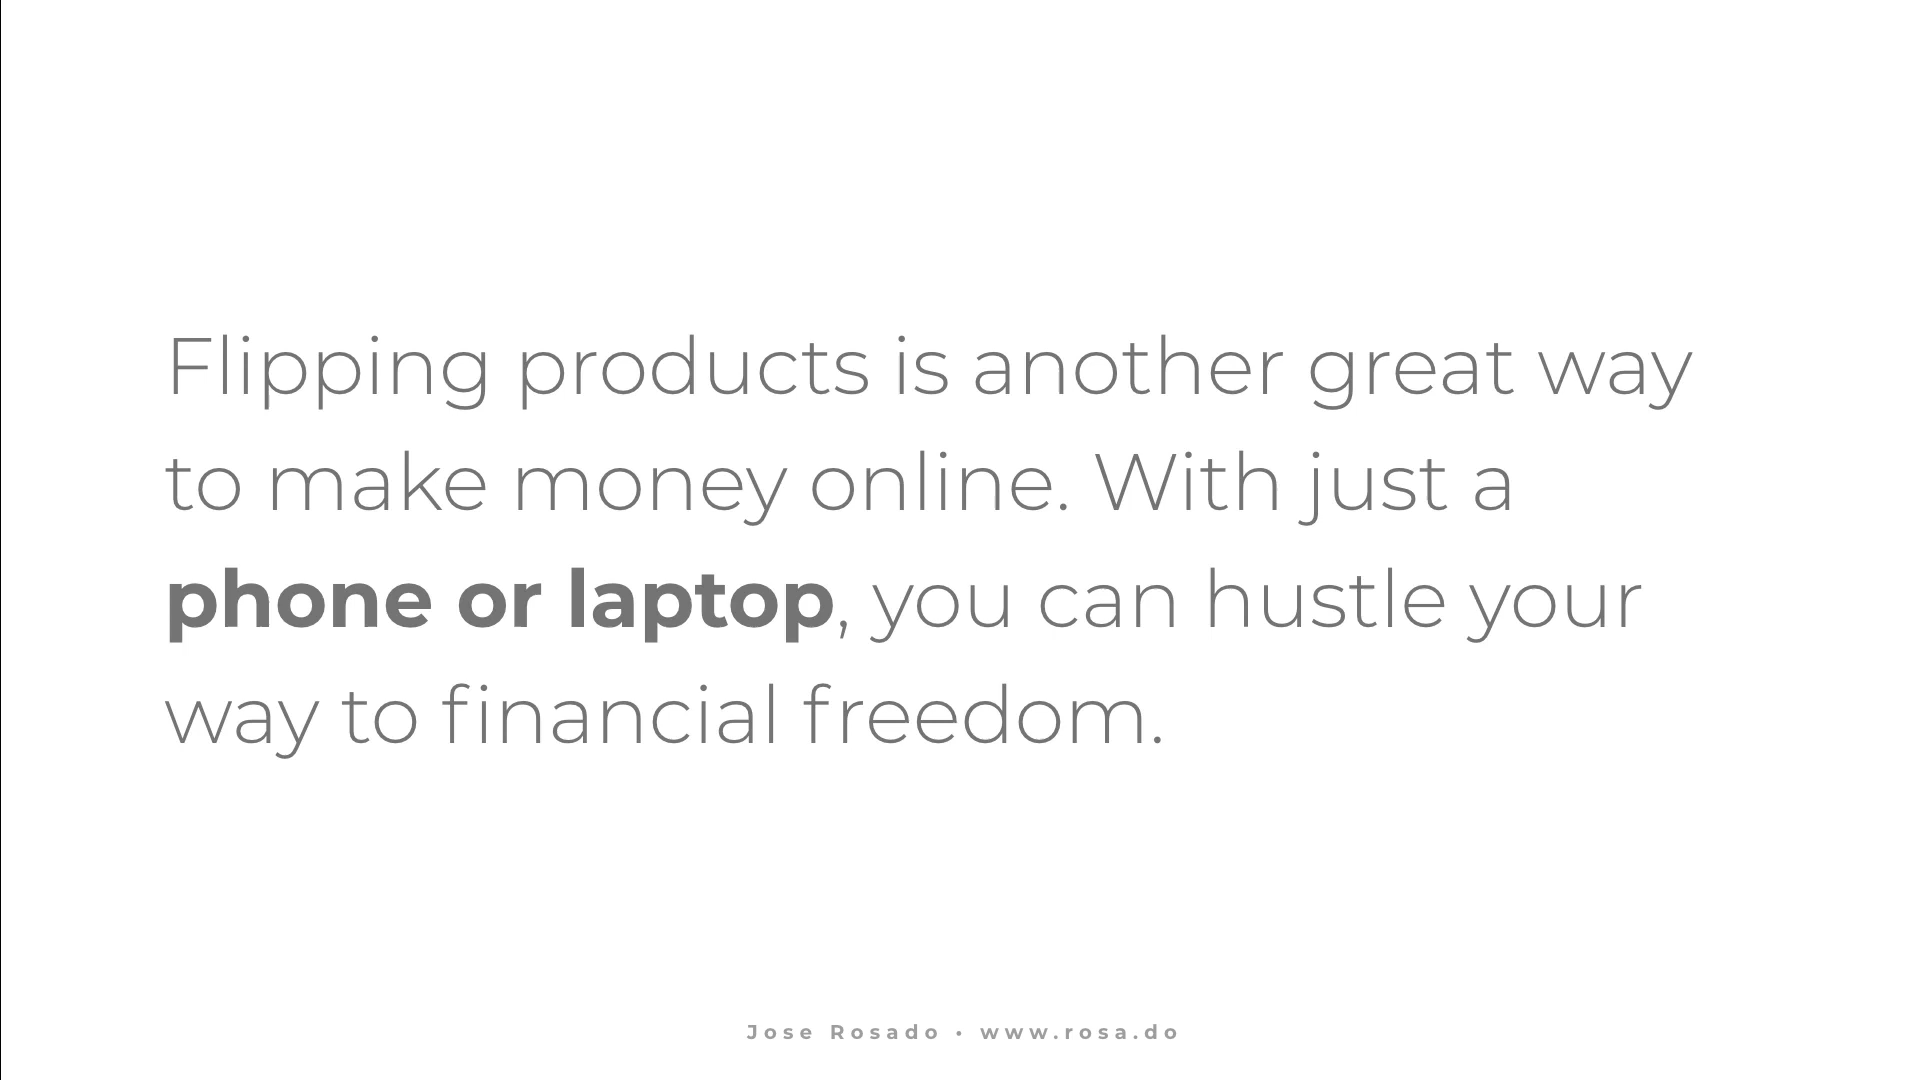 Flipping products is another great way
to make money online. With just a
phone or laptop, you can hustle your
way to financial freedom.
Jose Rosado • www.rosa.do